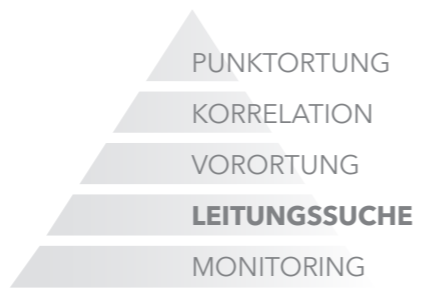 PUNKTORTUNG
KORRELATION
VORORTUNG
LEITUNGSSUCHE
MONITORING